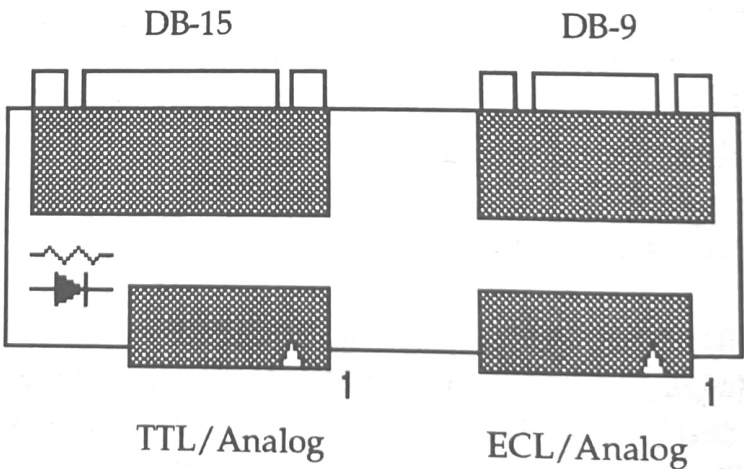 DB-15
DB-9
1
1
TTL/Analog
ECL/Analog